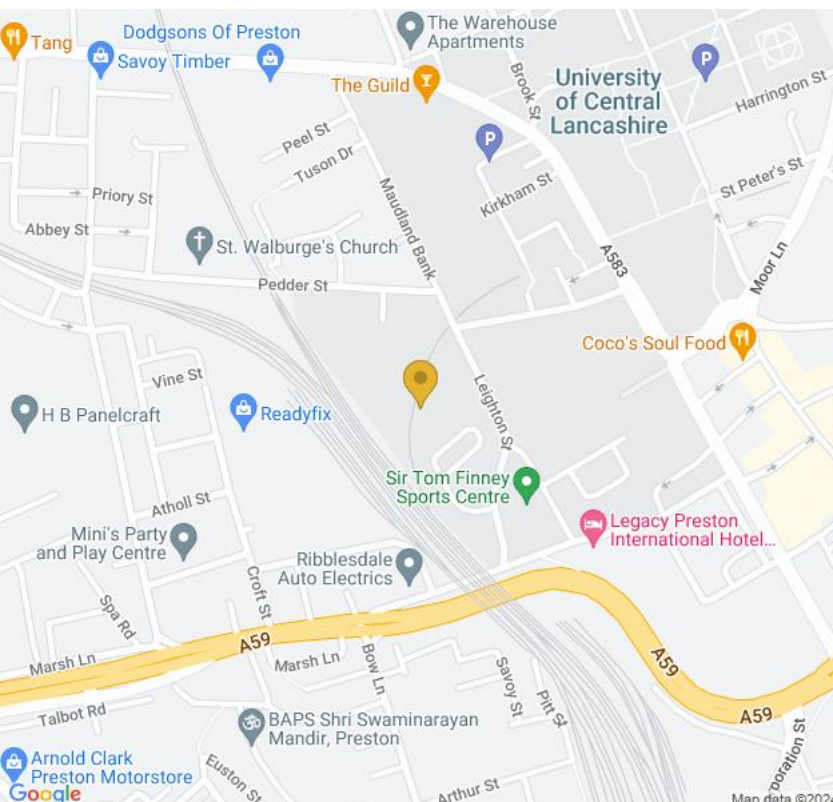 The Warehouse
Apartments
Dodgsons Of Preston
Tang
Savoy Timber
The Guild
Brook St
University
of Central
Lancashire
P
Harrington St
P
Peel St
Tuson Dr
Maudland Bank
Kirkham St
St Peter's St
Priory St
Abbey St
St. Walburge's Church
A583
Moor Ln
Pedder St
Coco's Soul Food
Vine St
Leighton St
H B Panelcraft
Readyfix
Sir Tom Finney
Sports Centre
Atholl St
Legacy Preston
International Hotel...
Mini's Party
and Play Centre
Ribblesdale
Auto Electrics
Croft St
Spa Rd
A59
Marsh Ln
Marsh Ln
Bow Ln
Savoy St
Pitt St
A59
A59
Talbot Rd
BAPS Shri Swaminarayan
Mandir, Preston
poration St
Arnold Clark
Preston Motorstore
Euston St
Arthur St
Google
Map data ©2024